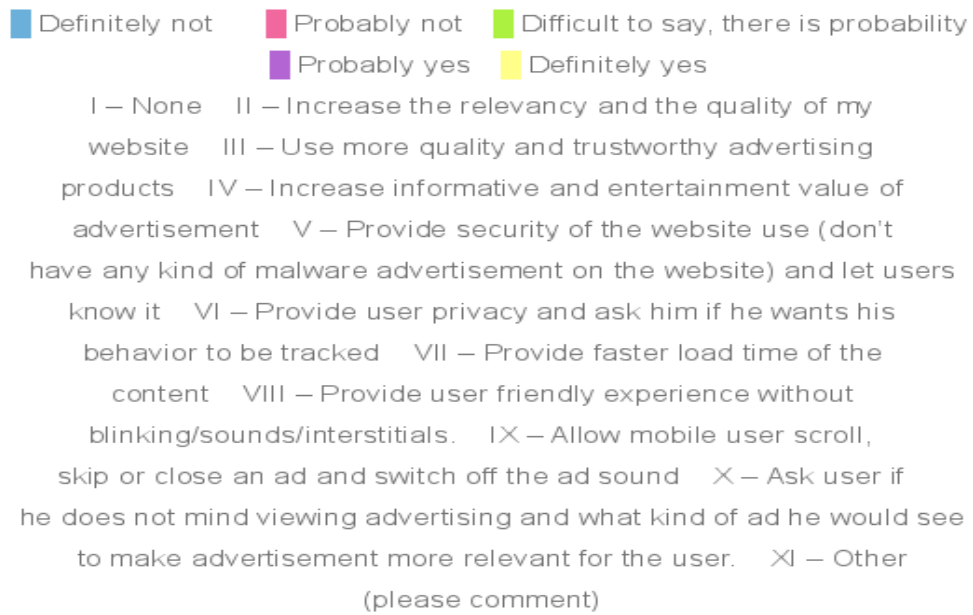 Definitely not Probably not Difficult to say, there is probability
Probably yes Definitely yes
I – None II – Increase the relevancy and the quality of my
website III – Use more quality and trustworthy advertising
products IV – Increase informative and entertainment value of
advertisement V – Provide security of the website use (don't
have any kind of malware advertisement on the website) and let users
know it VI – Provide user privacy and ask him if he wants his
behavior to be tracked VII – Provide faster load time of the
content VIII – Provide user friendly experience without
blinking/sounds/interstitials. IX – Allow mobile user scroll,
skip or close an ad and switch off the ad sound X – Ask user if
he does not mind viewing advertising and what kind of ad he would see
to make advertisement more relevant for the user. XI – Other
(please comment)